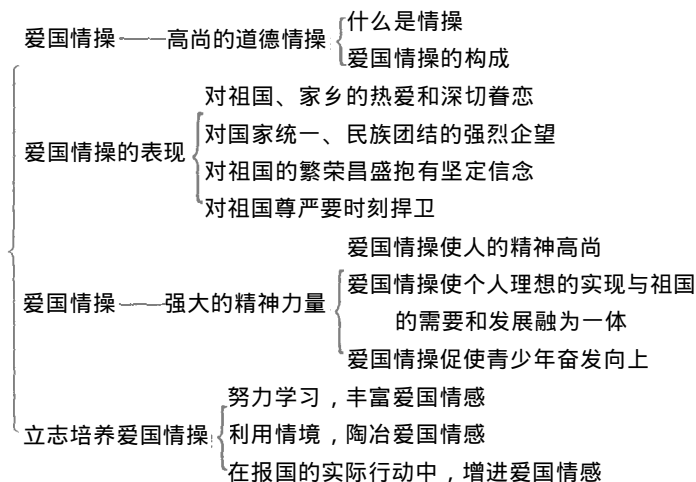 爱国情操——高尚的道德情操
什么是情操
爱国情操的构成
爱国情操的表现
对祖国、家乡的热爱和深切眷恋
对国家统一、民族团结的强烈企望
对祖国的繁荣昌盛抱有坚定信念
对祖国尊严要时刻捍卫
爱国情操——强大的精神力量
爱国情操使人的精神高尚
爱国情操使个人理想的实现与祖国
的需要和发展融为一体
爱国情操促使青少年奋发向上
立志培养爱国情操
努力学习，丰富爱国情感
利用情境，陶冶爱国情感
在报国的实际行动中，增进爱国情感